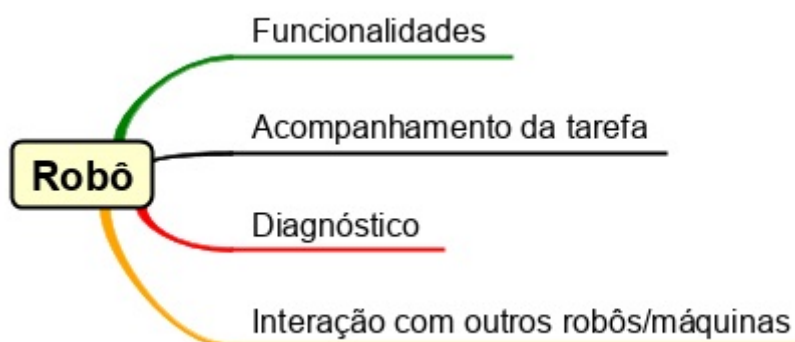 Funcionalidades
Acompanhamento da tarefa
Robô
Diagnóstico
Interação com outros robôs/máquinas